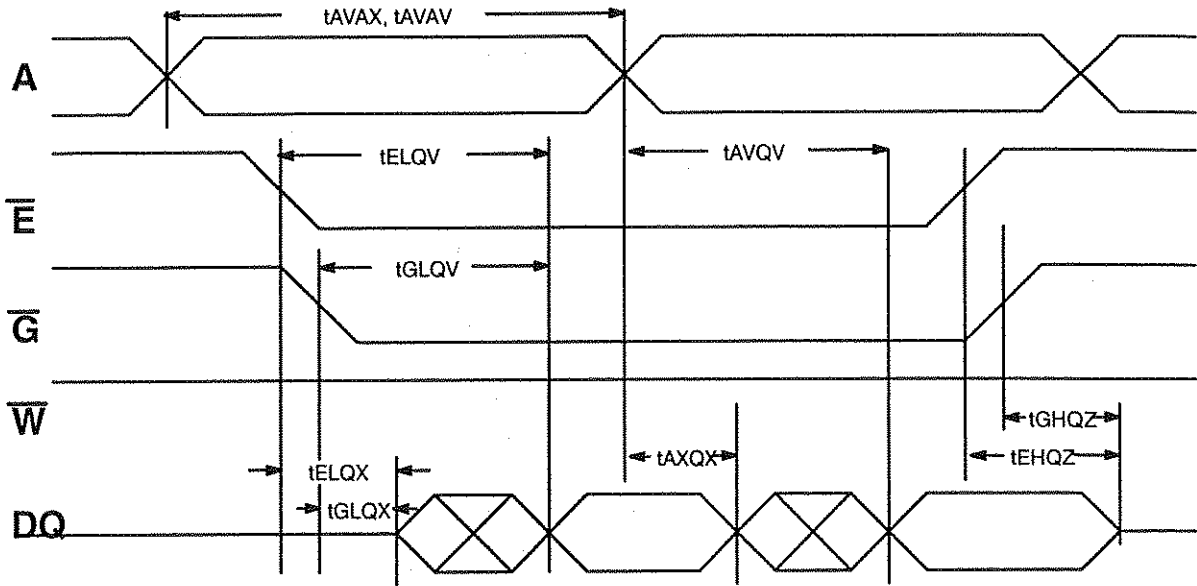 tAVAX, tAVAV
A
tELQV
tAVQV
E
tGLQV
G
W
tGHQZ
tELQX
tAXQX
tEHQZ
tGLQX
DQ